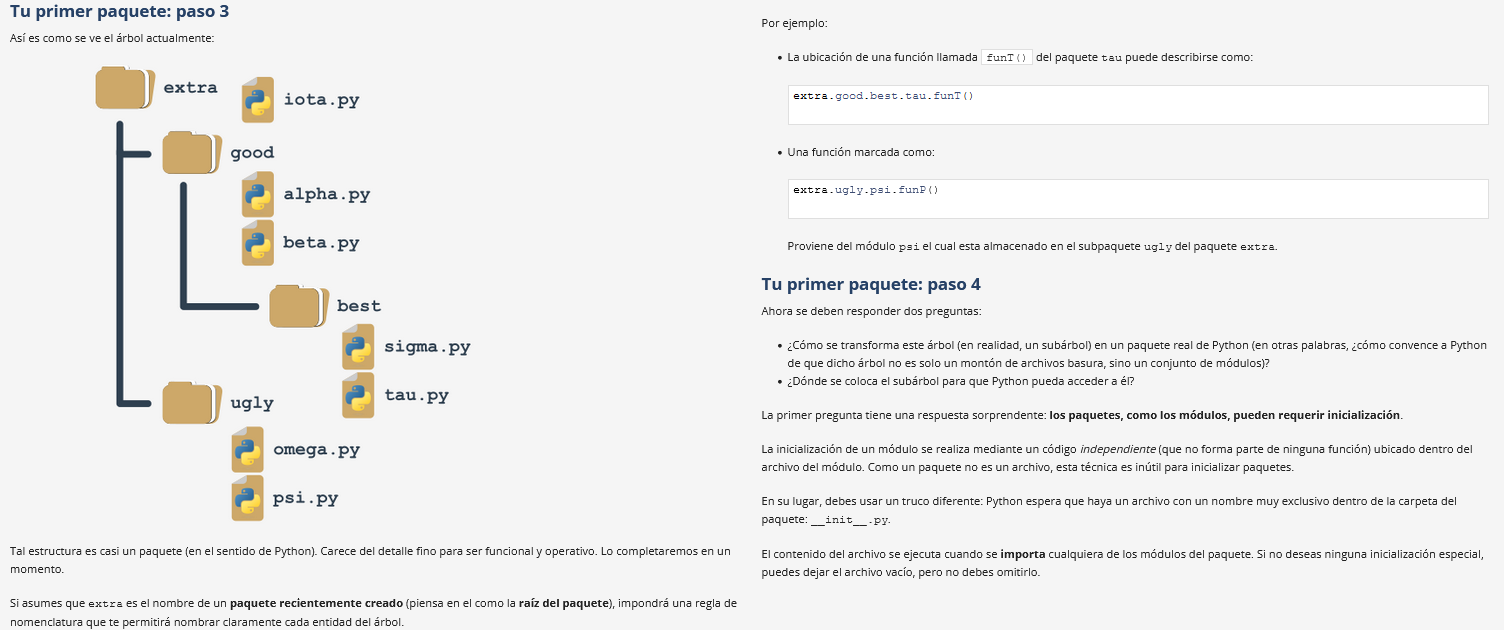 Tu primer paquete: paso 3
Así es como se ve el árbol actualmente:
extra
iota.py
good
alpha.py
beta.py
best
sigma.py
tau.py
ugly
omega.py
psi.py
Tal estructura es casi un paquete (en el sentido de Python). Carece del detalle fino para ser funcional y operativo. Lo completaremos en un
momento.
Si asumes que extra es el nombre de un paquete recientemente creado (piensa en el como la raíz del paquete), impondrá una regla de
nomenclatura que te permitirá nombrar claramente cada entidad del árbol.
Por ejemplo:
• La ubicación de una función llamada funT() del paquete tau puede describirse como:
extra.good.best.tau.funT()
• Una función marcada como:
extra.ugly.psi.funP()
Proviene del módulo psi el cual esta almacenado en el subpaquete ugly del paquete extra.
Tu primer paquete: paso 4
Ahora se deben responder dos preguntas:
• ¿Cómo se transforma este árbol (en realidad, un subárbol) en un paquete real de Python (en otras palabras, ¿cómo convence a Python
de que dicho árbol no es solo un montón de archivos basura, sino un conjunto de módulos)?
• ¿Dónde se coloca el subárbol para que Python pueda acceder a él?
La primer pregunta tiene una respuesta sorprendente: los paquetes, como los módulos, pueden requerir inicialización.
La inicialización de un módulo se realiza mediante un código independiente (que no forma parte de ninguna función) ubicado dentro del
archivo del módulo. Como un paquete no es un archivo, esta técnica es inútil para inicializar paquetes.
En su lugar, debes usar un truco diferente: Python espera que haya un archivo con un nombre muy exclusivo dentro de la carpeta del
paquete: __init__.py.
El contenido del archivo se ejecuta cuando se importa cualquiera de los módulos del paquete. Si no deseas ninguna inicialización especial,
puedes dejar el archivo vacío, pero no debes omitirlo.